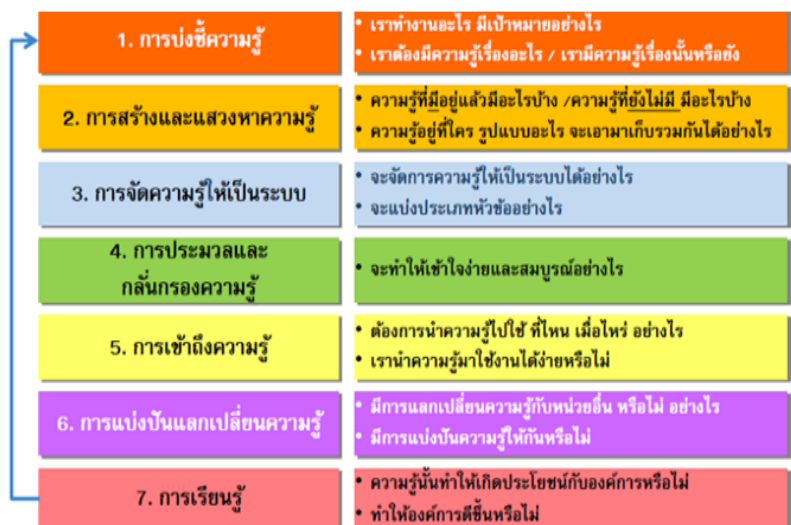 1. การบ่งชี้ความรู้
• เราทำงานอะไร มีเป้าหมายอย่างไร
• เราต้องมีความรู้เรื่องอะไร / เรามีความรู้เรื่องนั้นหรือยัง
2. การสร้างและแสวงหาความรู้
• ความรู้ที่มีอยู่แล้วมีอะไรบ้าง /ความรู้ที่ยังไม่มี มีอะไรบ้าง
• ความรู้อยู่ที่ใคร รูปแบบอะไร จะเอามาเก็บรวมกันได้อย่างไร
3. การจัดความรู้ให้เป็นระบบ
• จะจัดการความรู้ให้เป็นระบบได้อย่างไร
• จะแบ่งประเภทหัวข้ออย่างไร
4. การประมวลและ
กลั่นกรองความรู้
• จะทำให้เข้าใจง่ายและสมบูรณ์อย่างไร
5. การเข้าถึงความรู้
• ต้องการนำความรู้ไปใช้ ที่ไหน เมื่อไหร่ อย่างไร
• เรานำความรู้มาใช้งานได้ง่ายหรือไม่
6. การแบ่งปันแลกเปลี่ยนความรู้
• มีการแลกเปลี่ยนความรู้กับหน่วยอื่น หรือไม่ อย่างไร
• มีการแบ่งปันความรู้ให้กันหรือไม่
7. การเรียนรู้
• ความรู้นั้นทำให้เกิดประโยชน์กับองค์การหรือไม่
• ทำให้องค์การดีขึ้นหรือไม่